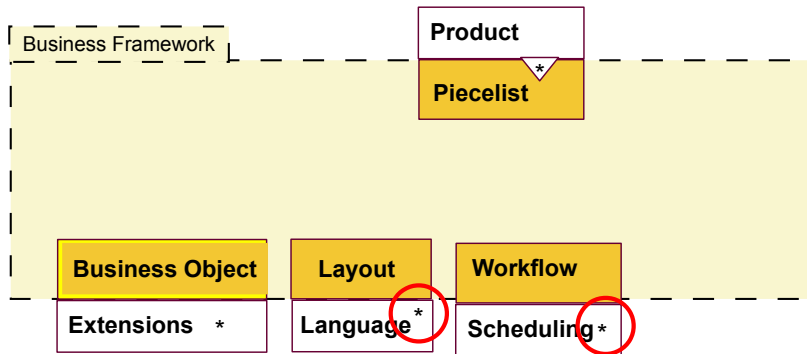 Product
Business Framework
*
Piecelist
Business Object
Layout
Workflow
Extensions *
Language *
Scheduling *